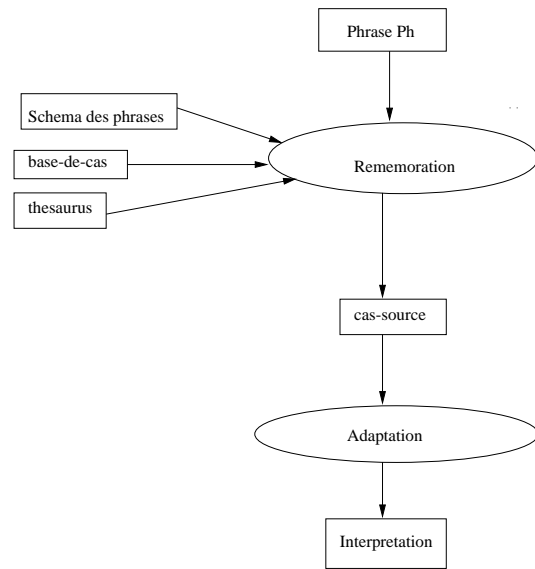 Phrase Ph
Schema des phrases
base-de-cas
Rememoration
thesaurus
cas-source
Adaptation
Interpretation